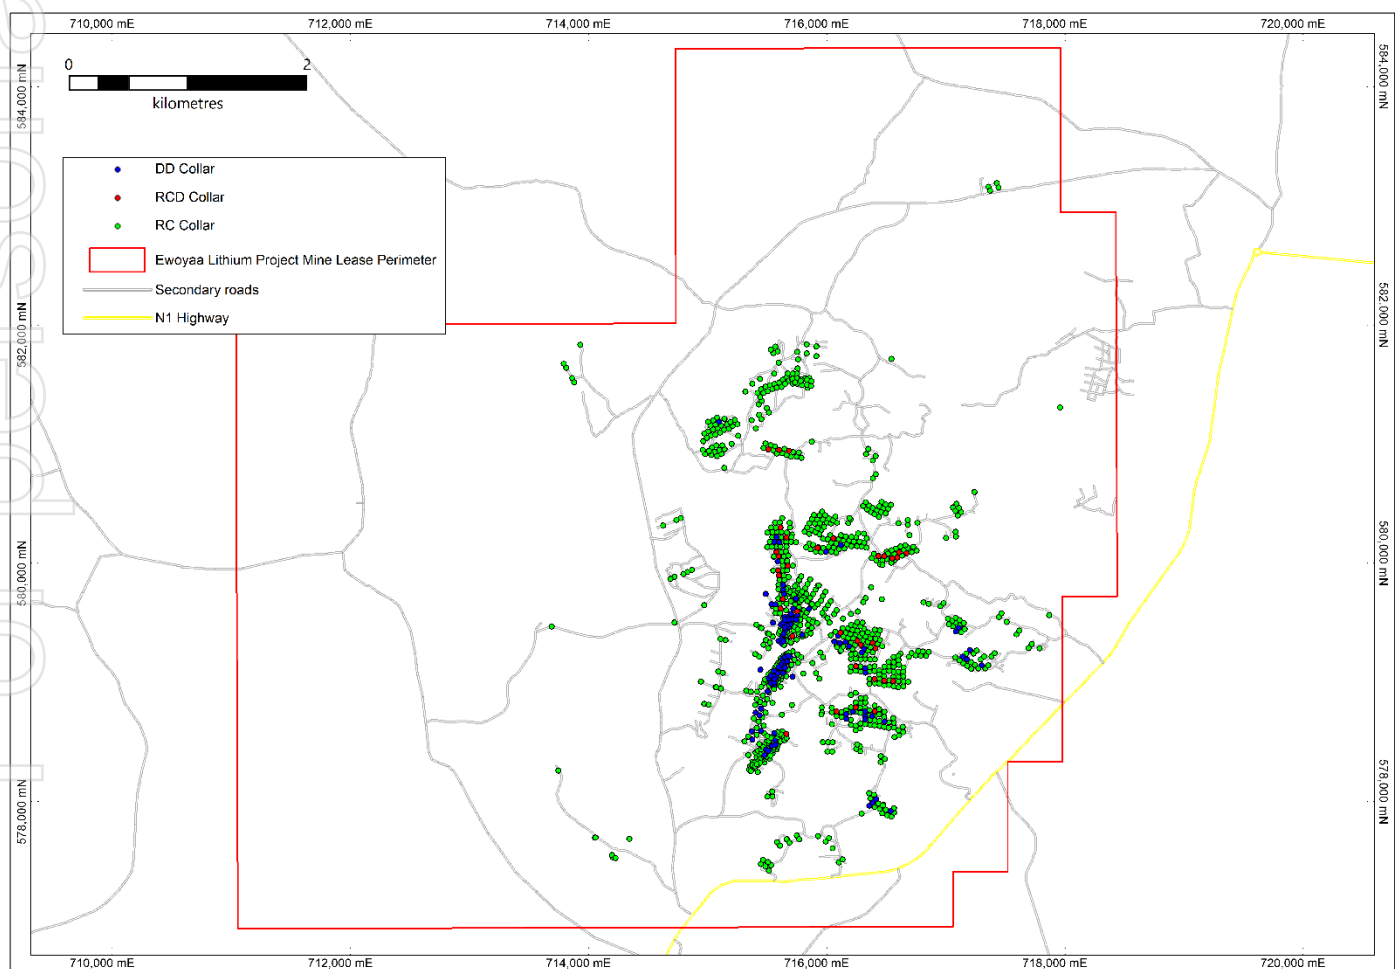 710,000 mE
712,000 mE
714,000 mE
716,000 mE
718,000 mE
720,000 mE
0
2
kilometres
584,000 mN
584,000 mN
DD Collar
RCD Collar
RC Collar
Ewoyaa Lithium Project Mine Lease Perimeter
Secondary roads
N1 Highway
582,000 mN
582,000 mN
580,000 mN
580,000 mN
578,000 mN
578,000 mN
710,000 mE
712,000 mE
714,000 mE
716,000 mE
718,000 mE
720,000 mE